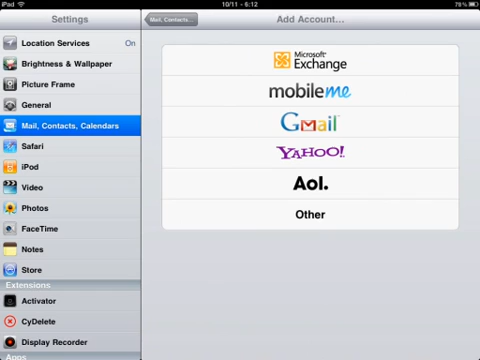 iPad
10/11 - 6:12
78%
Settings
Location Services On
Brightness & Wallpaper
Picture Frame
General
Mail, Contacts, Calendars
Safari
iPod
Video
Photos
FaceTime
Notes
Store
Extensions
Activator
CyDelete
Display Recorder
Apps
Mail, Contacts...
Add Account...
Microsoft
Exchange
mobileme
Gmail
YAHOO!
Aol.
Other